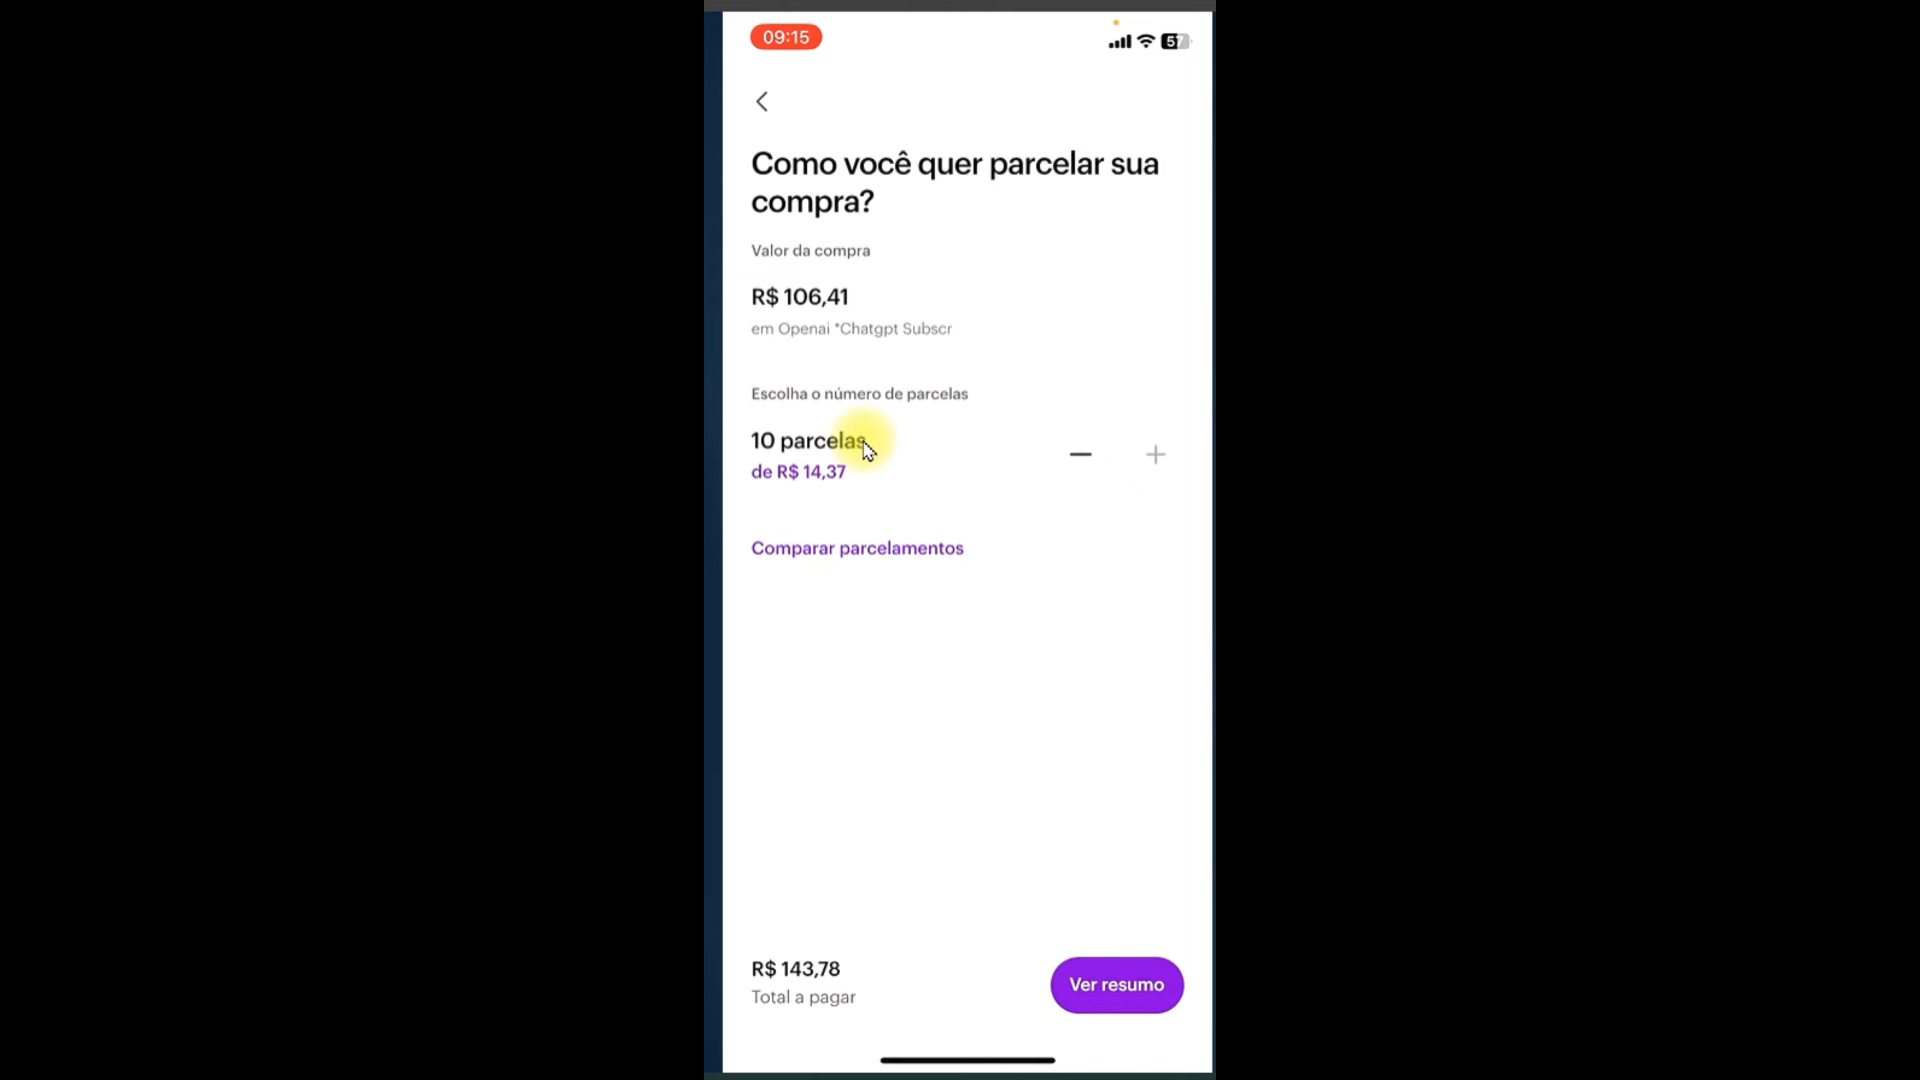 09:15
57
Como você quer parcelar sua
compra?
Valor da compra
R$ 106,41
em Openai *Chatgpt Subscr
Escolha o número de parcelas
10 parcelas
de R$ 14,37
Comparar parcelamentos
R$ 143,78
Total a pagar
Ver resumo